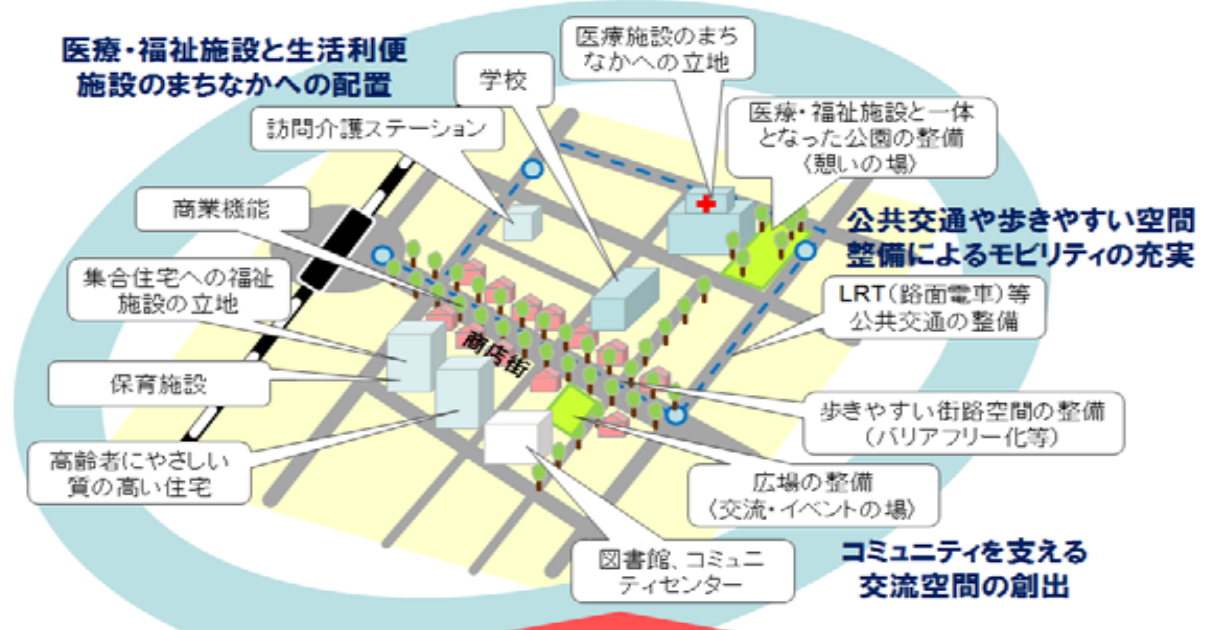 医療・福祉施設と生活利便
施設のまちなかへの配置
学校
医療施設のまち
なかへの立地
訪問介護ステーション
医療・福祉施設と一体
となった公園の整備
〈憩いの場〉
商業機能
公共交通や歩きやすい空間
整備によるモビリティの充実
集合住宅への福祉
施設の立地
LRT(路面電車)等
公共交通の整備
商店街
保育施設
歩きやすい街路空間の整備
(バリアフリー化等)
高齢者にやさしい
質の高い住宅
広場の整備
〈交流・イベントの場〉
図書館、コミュニ
ティセンター
コミュニティを支える
交流空間の創出